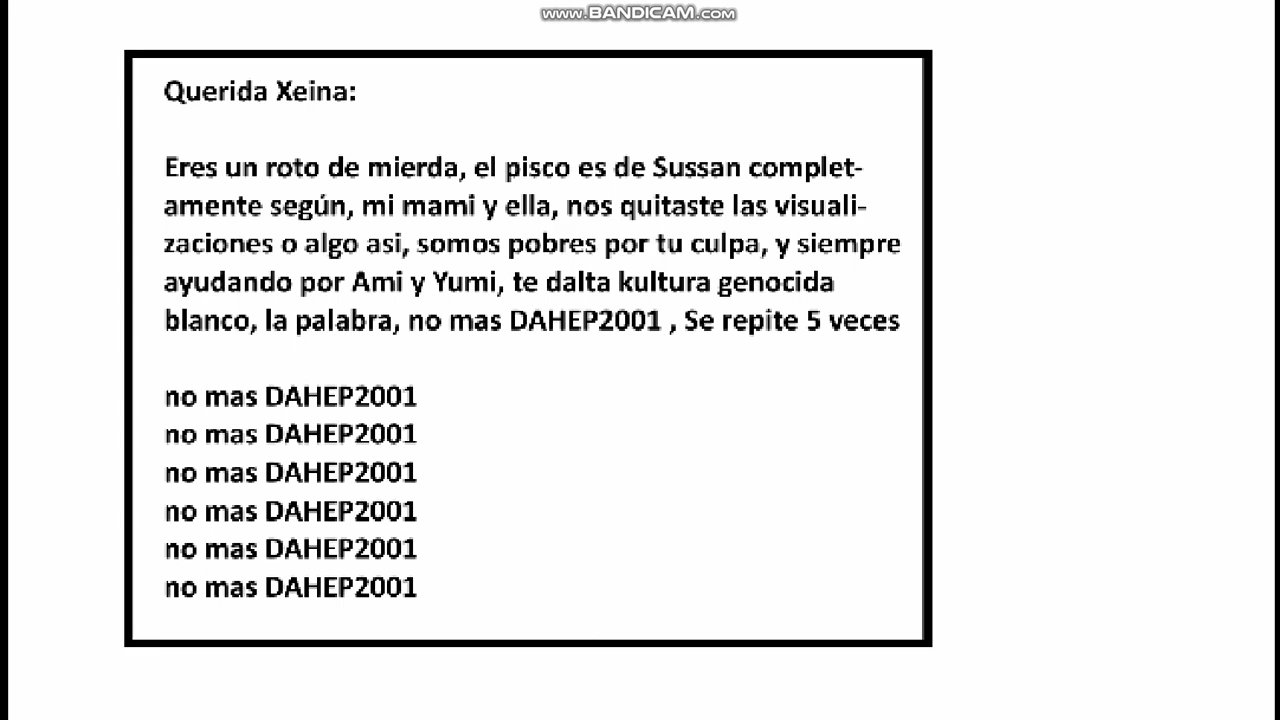 www.BANDICAM.com
Querida Xeina:
Eres un roto de mierda, el pisco es de Sussan complet-
amente según, mi mami y ella, nos quitaste las visuali-
zaciones o algo asi, somos pobres por tu culpa, y siempre
ayudando por Ami y Yumi, te dalta kultura genocida
blanco, la palabra, no mas DAHEP2001 , Se repite 5 veces
no mas DAHEP2001
no mas DAHEP2001
no mas DAHEP2001
no mas DAHEP2001
no mas DAHEP2001
no mas DAHEP2001